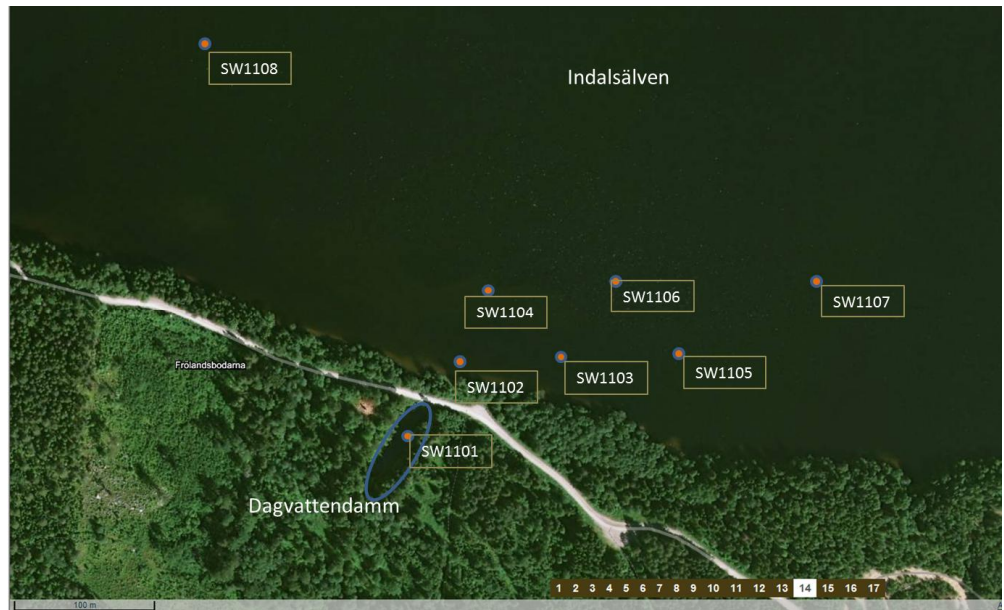 SW1108
Indalsälven
SW1104
SW1106
SW1107
SW1102
SW1103
SW1105
Frölandsbodarna
SW1101
Dagvattendamm
1 2 3 4 5 6 7 8 9 10 11 12 13 14 15 16 17
100 m